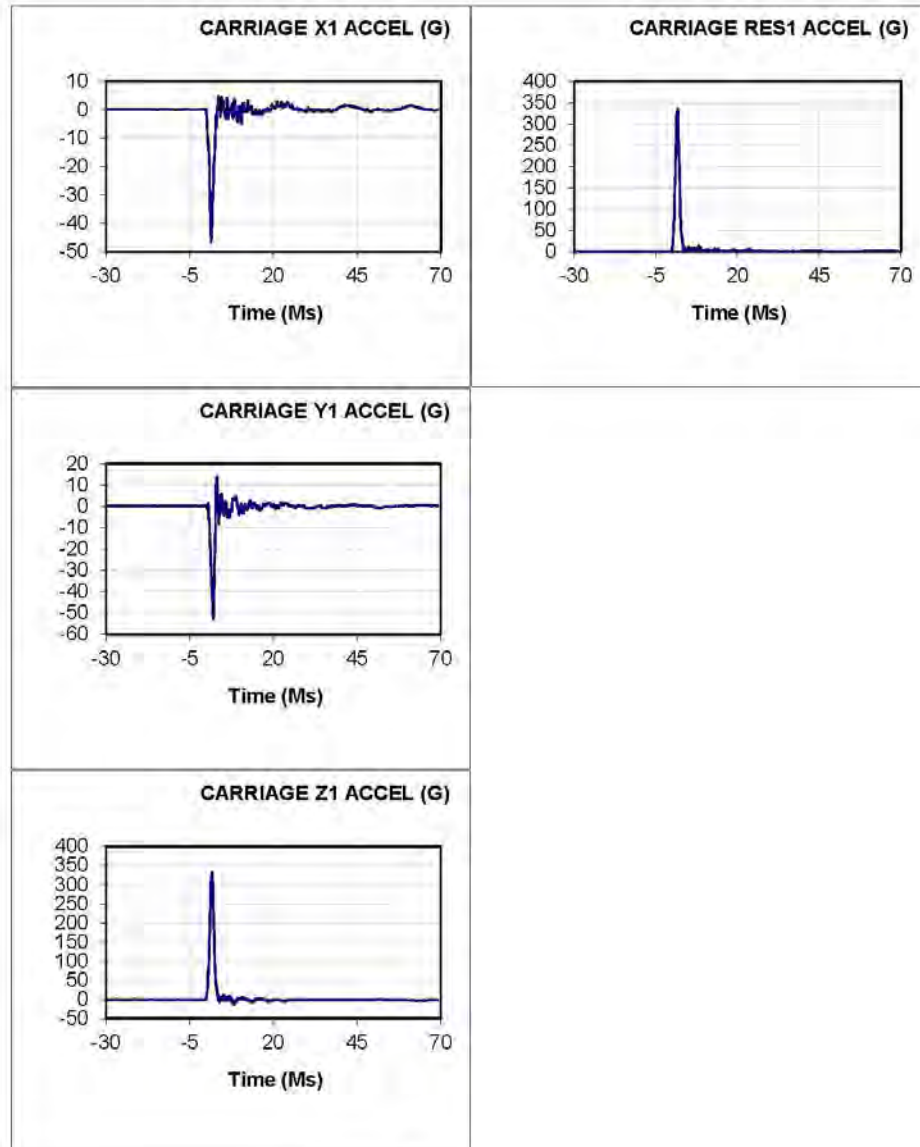 CARRIAGE X1 ACCEL (G)
10
0
-10
-20
-30
-40
-50
-30 -5 20 45 70
Time (Ms)
CARRIAGE RES1 ACCEL (G)
400
350
300
250
200
150
100
50
0
-30 -5 20 45 70
Time (Ms)
CARRIAGE Y1 ACCEL (G)
20
10
0
-10
-20
-30
-40
-50
-60
-30 -5 20 45 70
Time (Ms)
CARRIAGE Z1 ACCEL (G)
400
350
300
250
200
150
100
50
0
-50
-30 -5 20 45 70
Time (Ms)